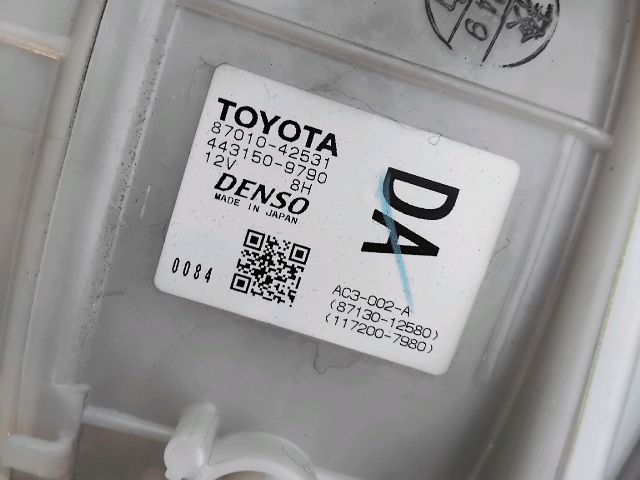 49
TOYOTA
87010-42531
443150-9790
12V 8H
DENSO
MADE IN JAPAN
DA
0084
AC3-002-A
(87130-12580)
(117200-7980)